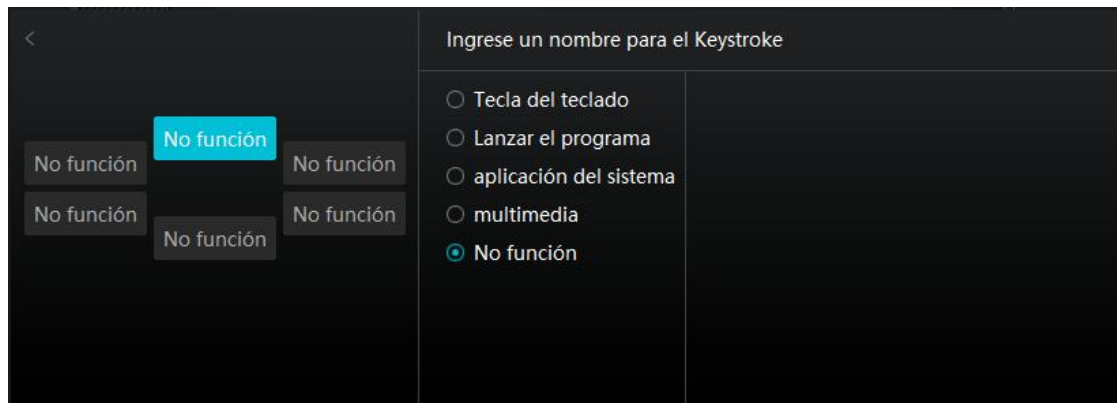 <
Ingrese un nombre para el Keystroke
No función
No función
No función
No función
No función
No función
Tecla del teclado
Lanzar el programa
aplicación del sistema
multimedia
No función